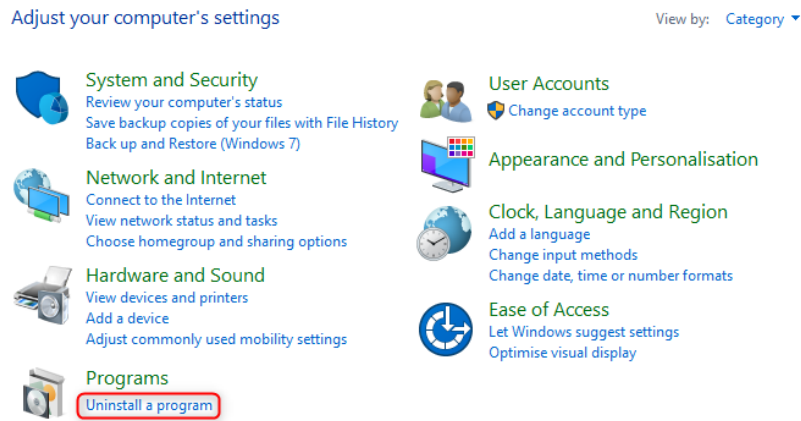 Adjust your computer's settings
View by: Category
System and Security
Review your computer's status
Save backup copies of your files with File History
Back up and Restore (Windows 7)
Network and Internet
Connect to the Internet
View network status and tasks
Choose homegroup and sharing options
Hardware and Sound
View devices and printers
Add a device
Adjust commonly used mobility settings
Programs
Uninstall a program
User Accounts
Change account type
Appearance and Personalisation
Clock, Language and Region
Add a language
Change input methods
Change date, time or number formats
Ease of Access
Let Windows suggest settings
Optimise visual display